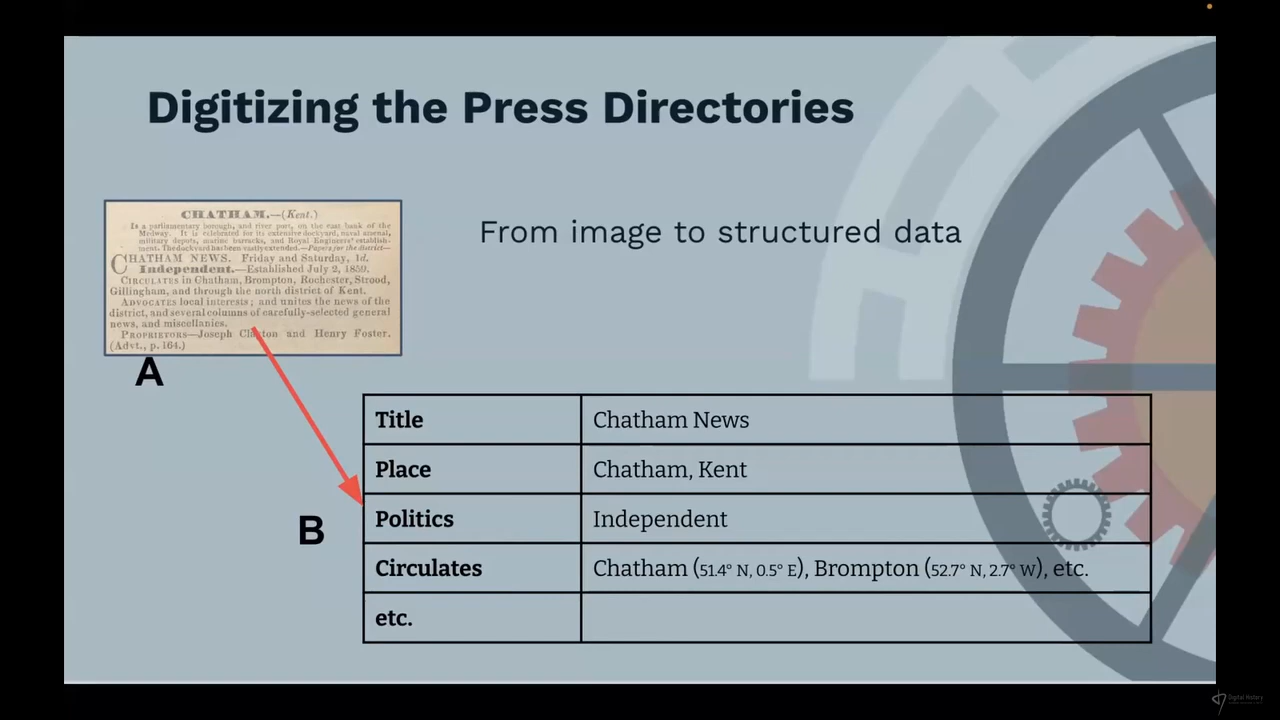 Digitizing the Press Directories
From image to structured data
CHATHAM.—(Kent.)
Is a parliamentary borough, and river port, on the east bank of the
Medway. It is celebrated for its extensive dockyard, naval arsenal,
military depots, marine barracks, and Royal Engineers' establish-
ment. The dockyard has been vastly extended.—Papers for the district—
CHATHAM NEWS. Friday and Saturday, 1d.
Independent.—Established July 2, 1859.
CIRCULATES in Chatham, Brompton, Rochester, Strood,
Gillingham, and through the north district of Kent.
ADVOCATES local interests; and unites the news of the
district, and several columns of carefully-selected general
news, and miscellanies.
PROPRIETORS—Joseph and Henry Foster.
(Advt., p. 164.)
A
B
Title Chatham News
Place Chatham, Kent
Politics Independent
Circulates Chatham (51.4° N, 0.5° E), Brompton (52.7° N, 2.7° W), etc.
etc.
Digital History